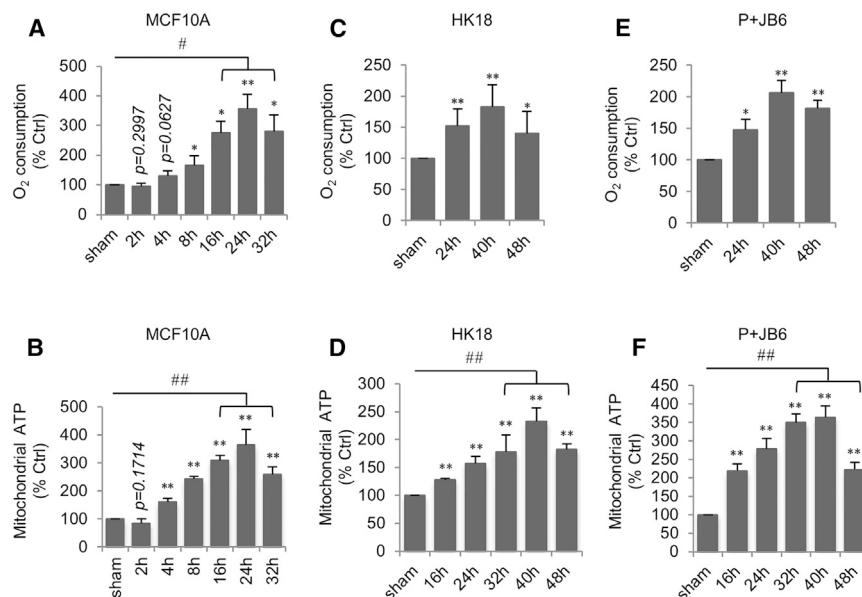 A
MCF10A
#
O2 consumption
(% Ctrl)
500
400
300
200
100
0
p=0.2997
p=0.0627
*
*
**
*
sham
2h
4h
8h
16h
24h
32h
C
HK18
O2 consumption
(% Ctrl)
250
200
150
100
50
0
**
**
*
sham
24h
40h
48h
E
P+JB6
O2 consumption
(% Ctrl)
250
200
150
100
50
0
*
**
**
sham
24h
40h
48h
B
MCF10A
##
Mitochondrial ATP
(% Ctrl)
500
400
300
200
100
0
p=0.1714
**
**
**
**
**
sham
2h
4h
8h
16h
24h
32h
D
HK18
##
Mitochondrial ATP
(% Ctrl)
300
250
200
150
100
50
0
**
**
**
**
**
sham
16h
24h
32h
40h
48h
F
P+JB6
##
Mitochondrial ATP
(% Ctrl)
450
400
350
300
250
200
150
100
50
0
**
**
**
**
**
sham
16h
24h
32h
40h
48h